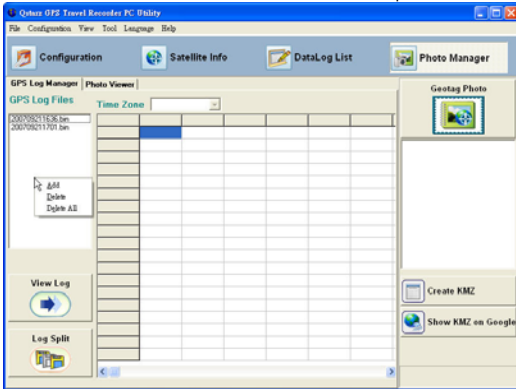 Qstarz GPS Travel Recorder PC Utility
File Configuration View Tool Language Help
Configuration Satellite Info DataLog List Photo Manager
GPS Log Manager Photo Viewer
GPS Log Files Time Zone
Geotag Photo
200709211636.bin
200709211701.bin
Add
Delete
Delete All
View Log
Create KMZ
Show KMZ on Google
Log Split